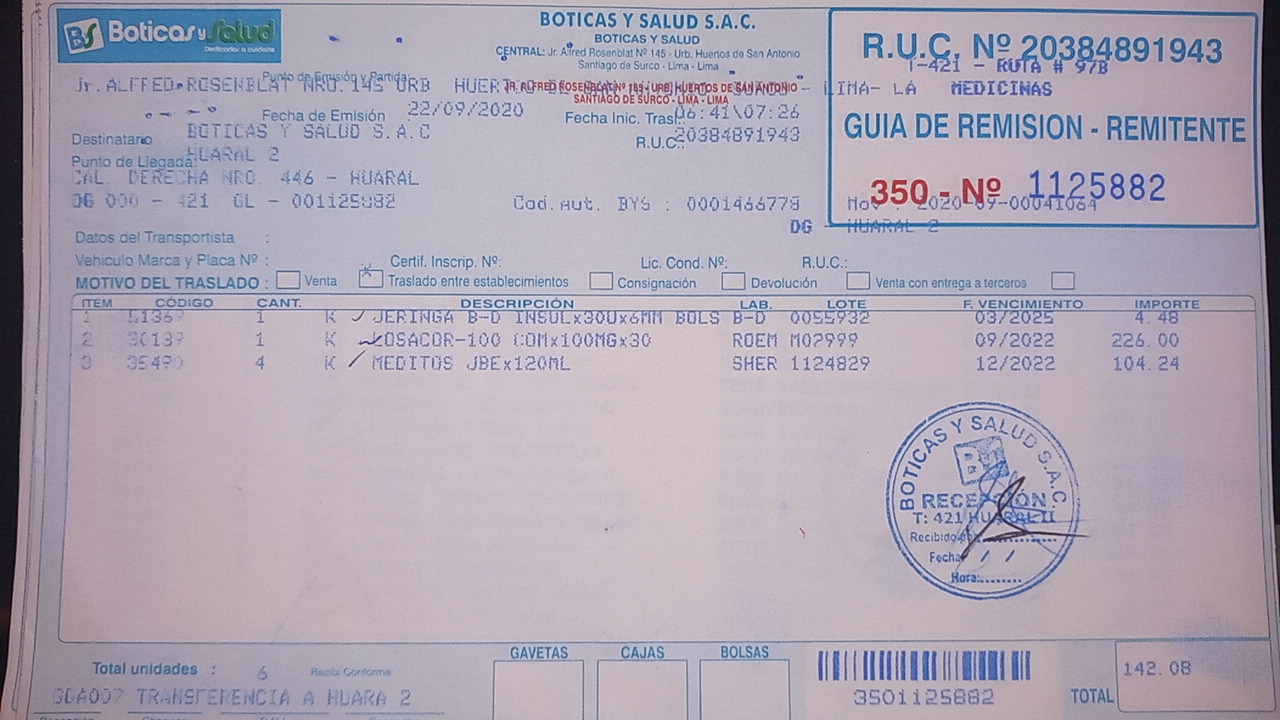 Boticas y Salud
Dedicados a cuidarte
BOTICAS Y SALUD S.A.C.
BOTICAS Y SALUD
CENTRAL: Jr. Alfred Rosenblat Nº 145 - Urb. Huertos de San Antonio
Santiago de Surco - Lima - Lima
R.U.C. Nº 20384891943
T-421 - RUTA # 97B
Punto de Emisión y Partida:
Jr. ALFRED ROSENBLAT NRO. 145 URB HUERTOS DE SAN ANTONIO - LIMA- LA MEDICINAS
JR. ALFRED ROSENBLAT Nº 165 - URB. HUERTOS DE SAN ANTONIO
SANTIAGO DE SURCO - LIMA - LIMA
Fecha de Emisión 22/09/2020 Fecha Inic. Trasl.: 06:41\07:26
GUIA DE REMISION - REMITENTE
Destinatario BOTICAS Y SALUD S.A.C R.U.C.: 20384891943
HUARAL 2
Punto de Llegada:
CAL. DERECHA NRO. 446 - HUARAL
350 - Nº 1125882
DG 000 - 421 GL - 001125882 Cod.Aut. BYS : 0001466778 Mov : 2020-09-00041064
DG - HUARAL 2
Datos del Transportista :
Vehiculo Marca y Placa Nº : Certif. Inscrip. Nº: Lic. Cond. Nº: R.U.C.:
MOTIVO DEL TRASLADO : Venta X Traslado entre establecimientos Consignación Devolución Venta con entrega a terceros
ITEM CÓDIGO CANT. DESCRIPCIÓN LAB. LOTE F. VENCIMIENTO IMPORTE
1 51369 1 K JERINGA B-D INSULx30Ux6MM BOLS B-D 0055932 03/2025 4.48
2 30139 1 K LOSACOR-100 COMx100MGx30 ROEM M02999 09/2022 226.00
3 35490 4 K MEDITOS JBEx120ML SHER 1124829 12/2022 104.24
BOTICAS Y SALUD S.A.C.
RECEPCIÓN
T: 421 HUARAL II
Recibido por:
Fecha: / /
Hora:
GAVETAS CAJAS BOLSAS
Total unidades : 6 Recibí Conforme:
3501125882
TOTAL 142.08
TRANSFERENCIA A HUARA 2